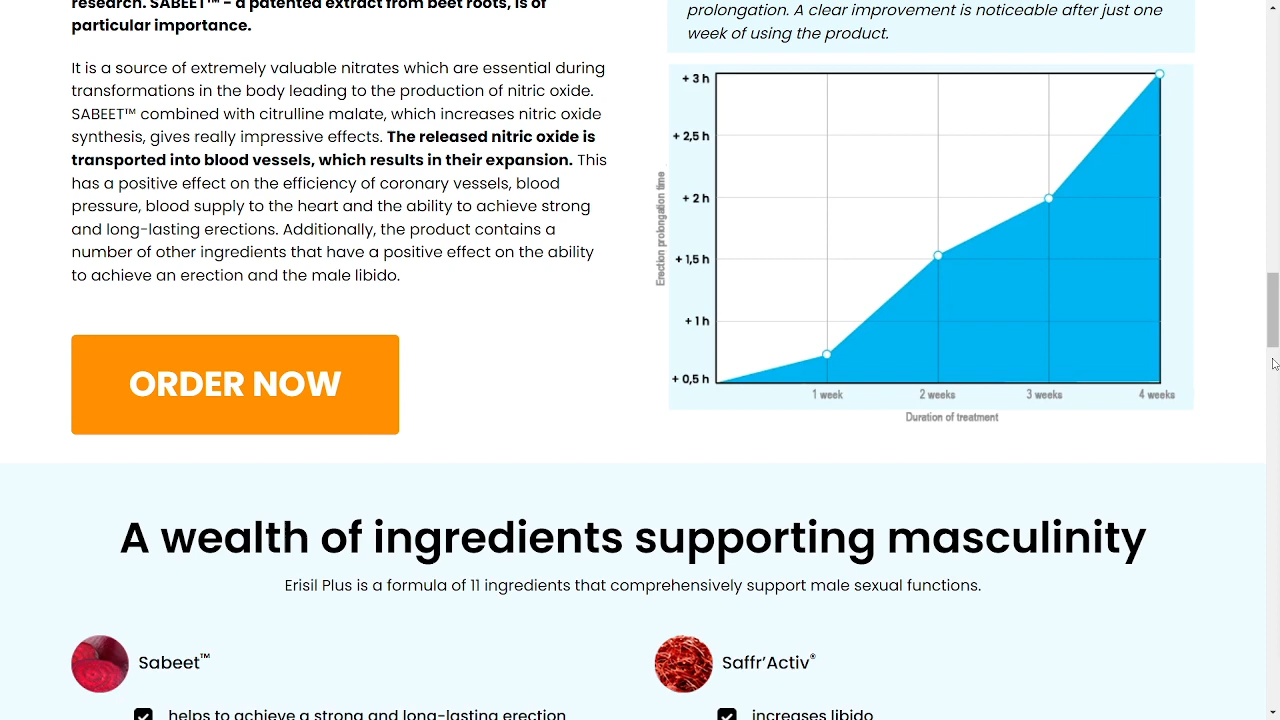 research. SABEET™ - a patented extract from beet roots, is of
particular importance.
It is a source of extremely valuable nitrates which are essential during
transformations in the body leading to the production of nitric oxide.
SABEET™ combined with citrulline malate, which increases nitric oxide
synthesis, gives really impressive effects. The released nitric oxide is
transported into blood vessels, which results in their expansion. This
has a positive effect on the efficiency of coronary vessels, blood
pressure, blood supply to the heart and the ability to achieve strong
and long-lasting erections. Additionally, the product contains a
number of other ingredients that have a positive effect on the ability
to achieve an erection and the male libido.
ORDER NOW
prolongation. A clear improvement is noticeable after just one
week of using the product.
Erection prolongation time
+ 3 h
+ 2,5 h
+ 2 h
+ 1,5 h
+ 1 h
+ 0,5 h
1 week 2 weeks 3 weeks 4 weeks
Duration of treatment
A wealth of ingredients supporting masculinity
Erisil Plus is a formula of 11 ingredients that comprehensively support male sexual functions.
Sabeet™
helps to achieve a strong and long-lasting erection
Saffr’Activ®
increases libido